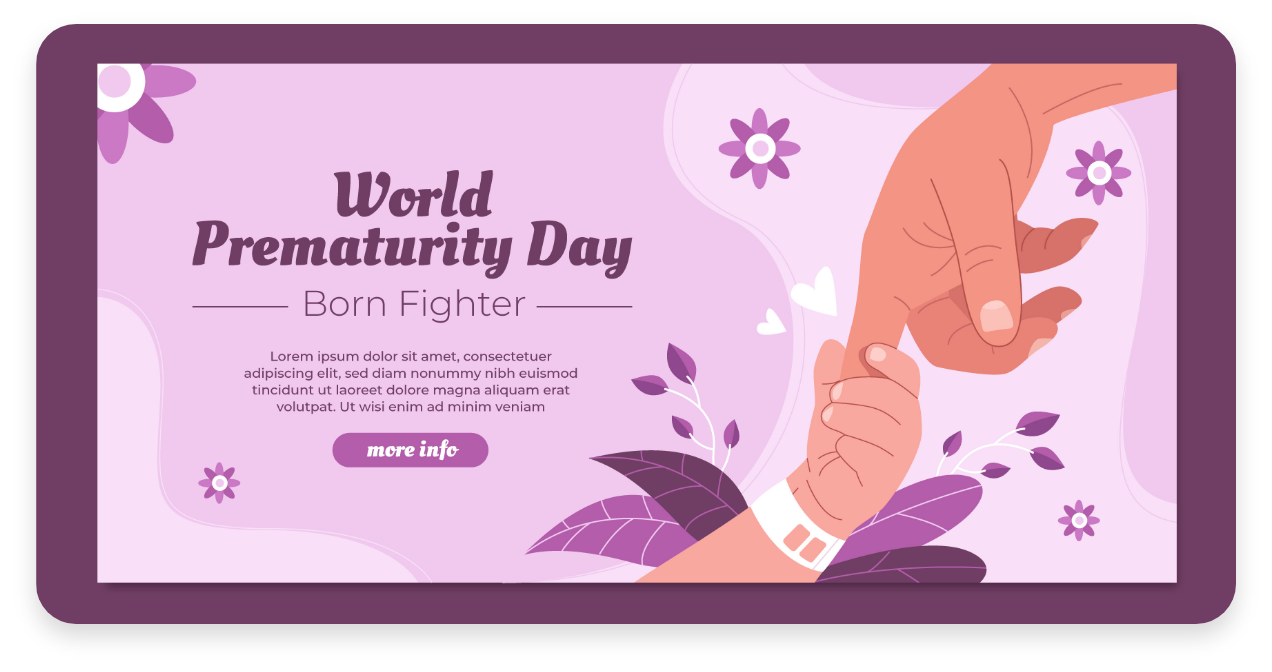 World
Prematurity Day
Born Fighter
Lorem ipsum dolor sit amet, consectetuer
adipiscing elit, sed diam nonummy nibh euismod
tincidunt ut laoreet dolore magna aliquam erat
volutpat. Ut wisi enim ad minim veniam
more info